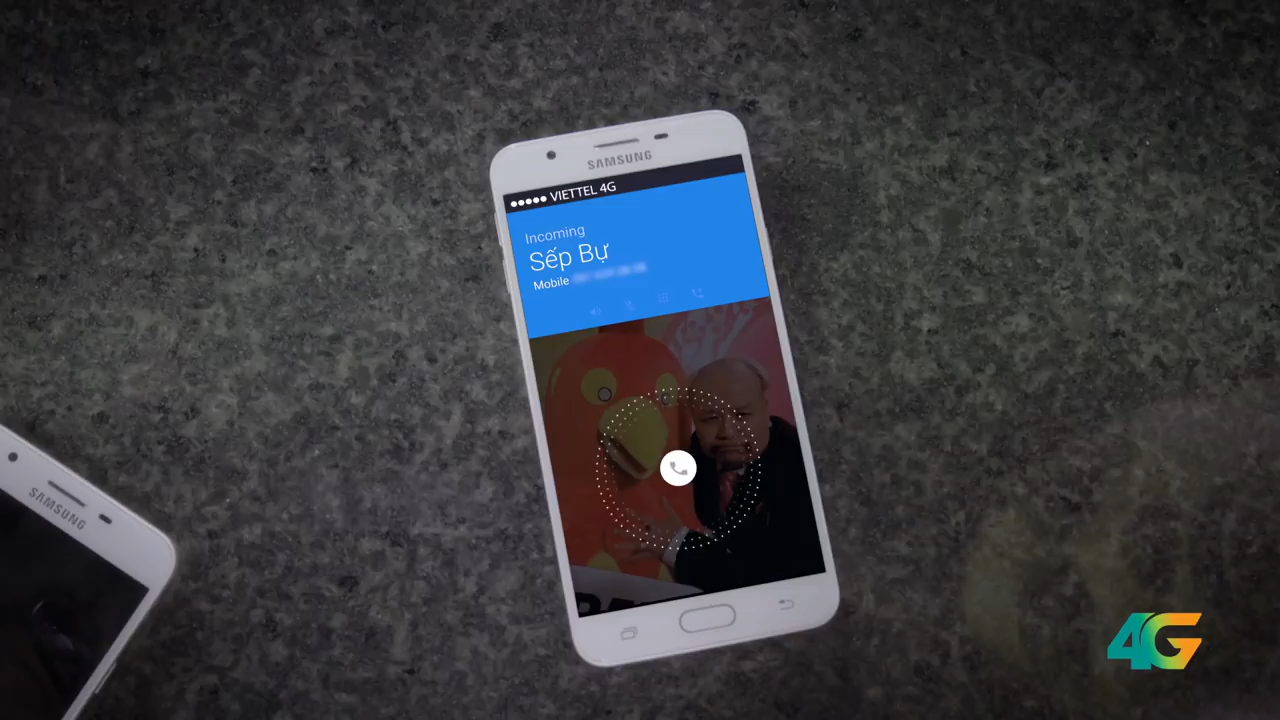 SAMSUNG
VIETTEL 4G
Incoming
Sếp Bự
Mobile
SAMSUNG
4G